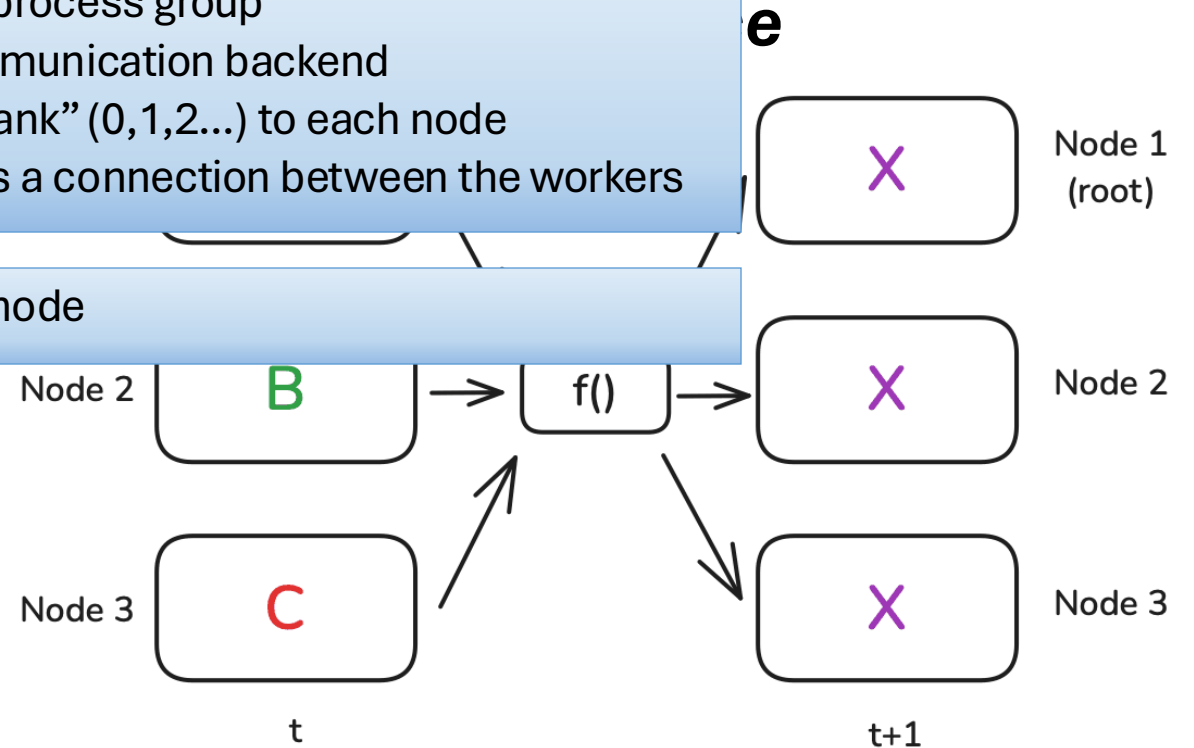 process group
e
munication backend
ank” (0,1,2...) to each node
s a connection between the workers
X
Node 1
(root)
node
Node 2
B
f()
X
Node 2
Node 3
C
X
Node 3
t
t+1